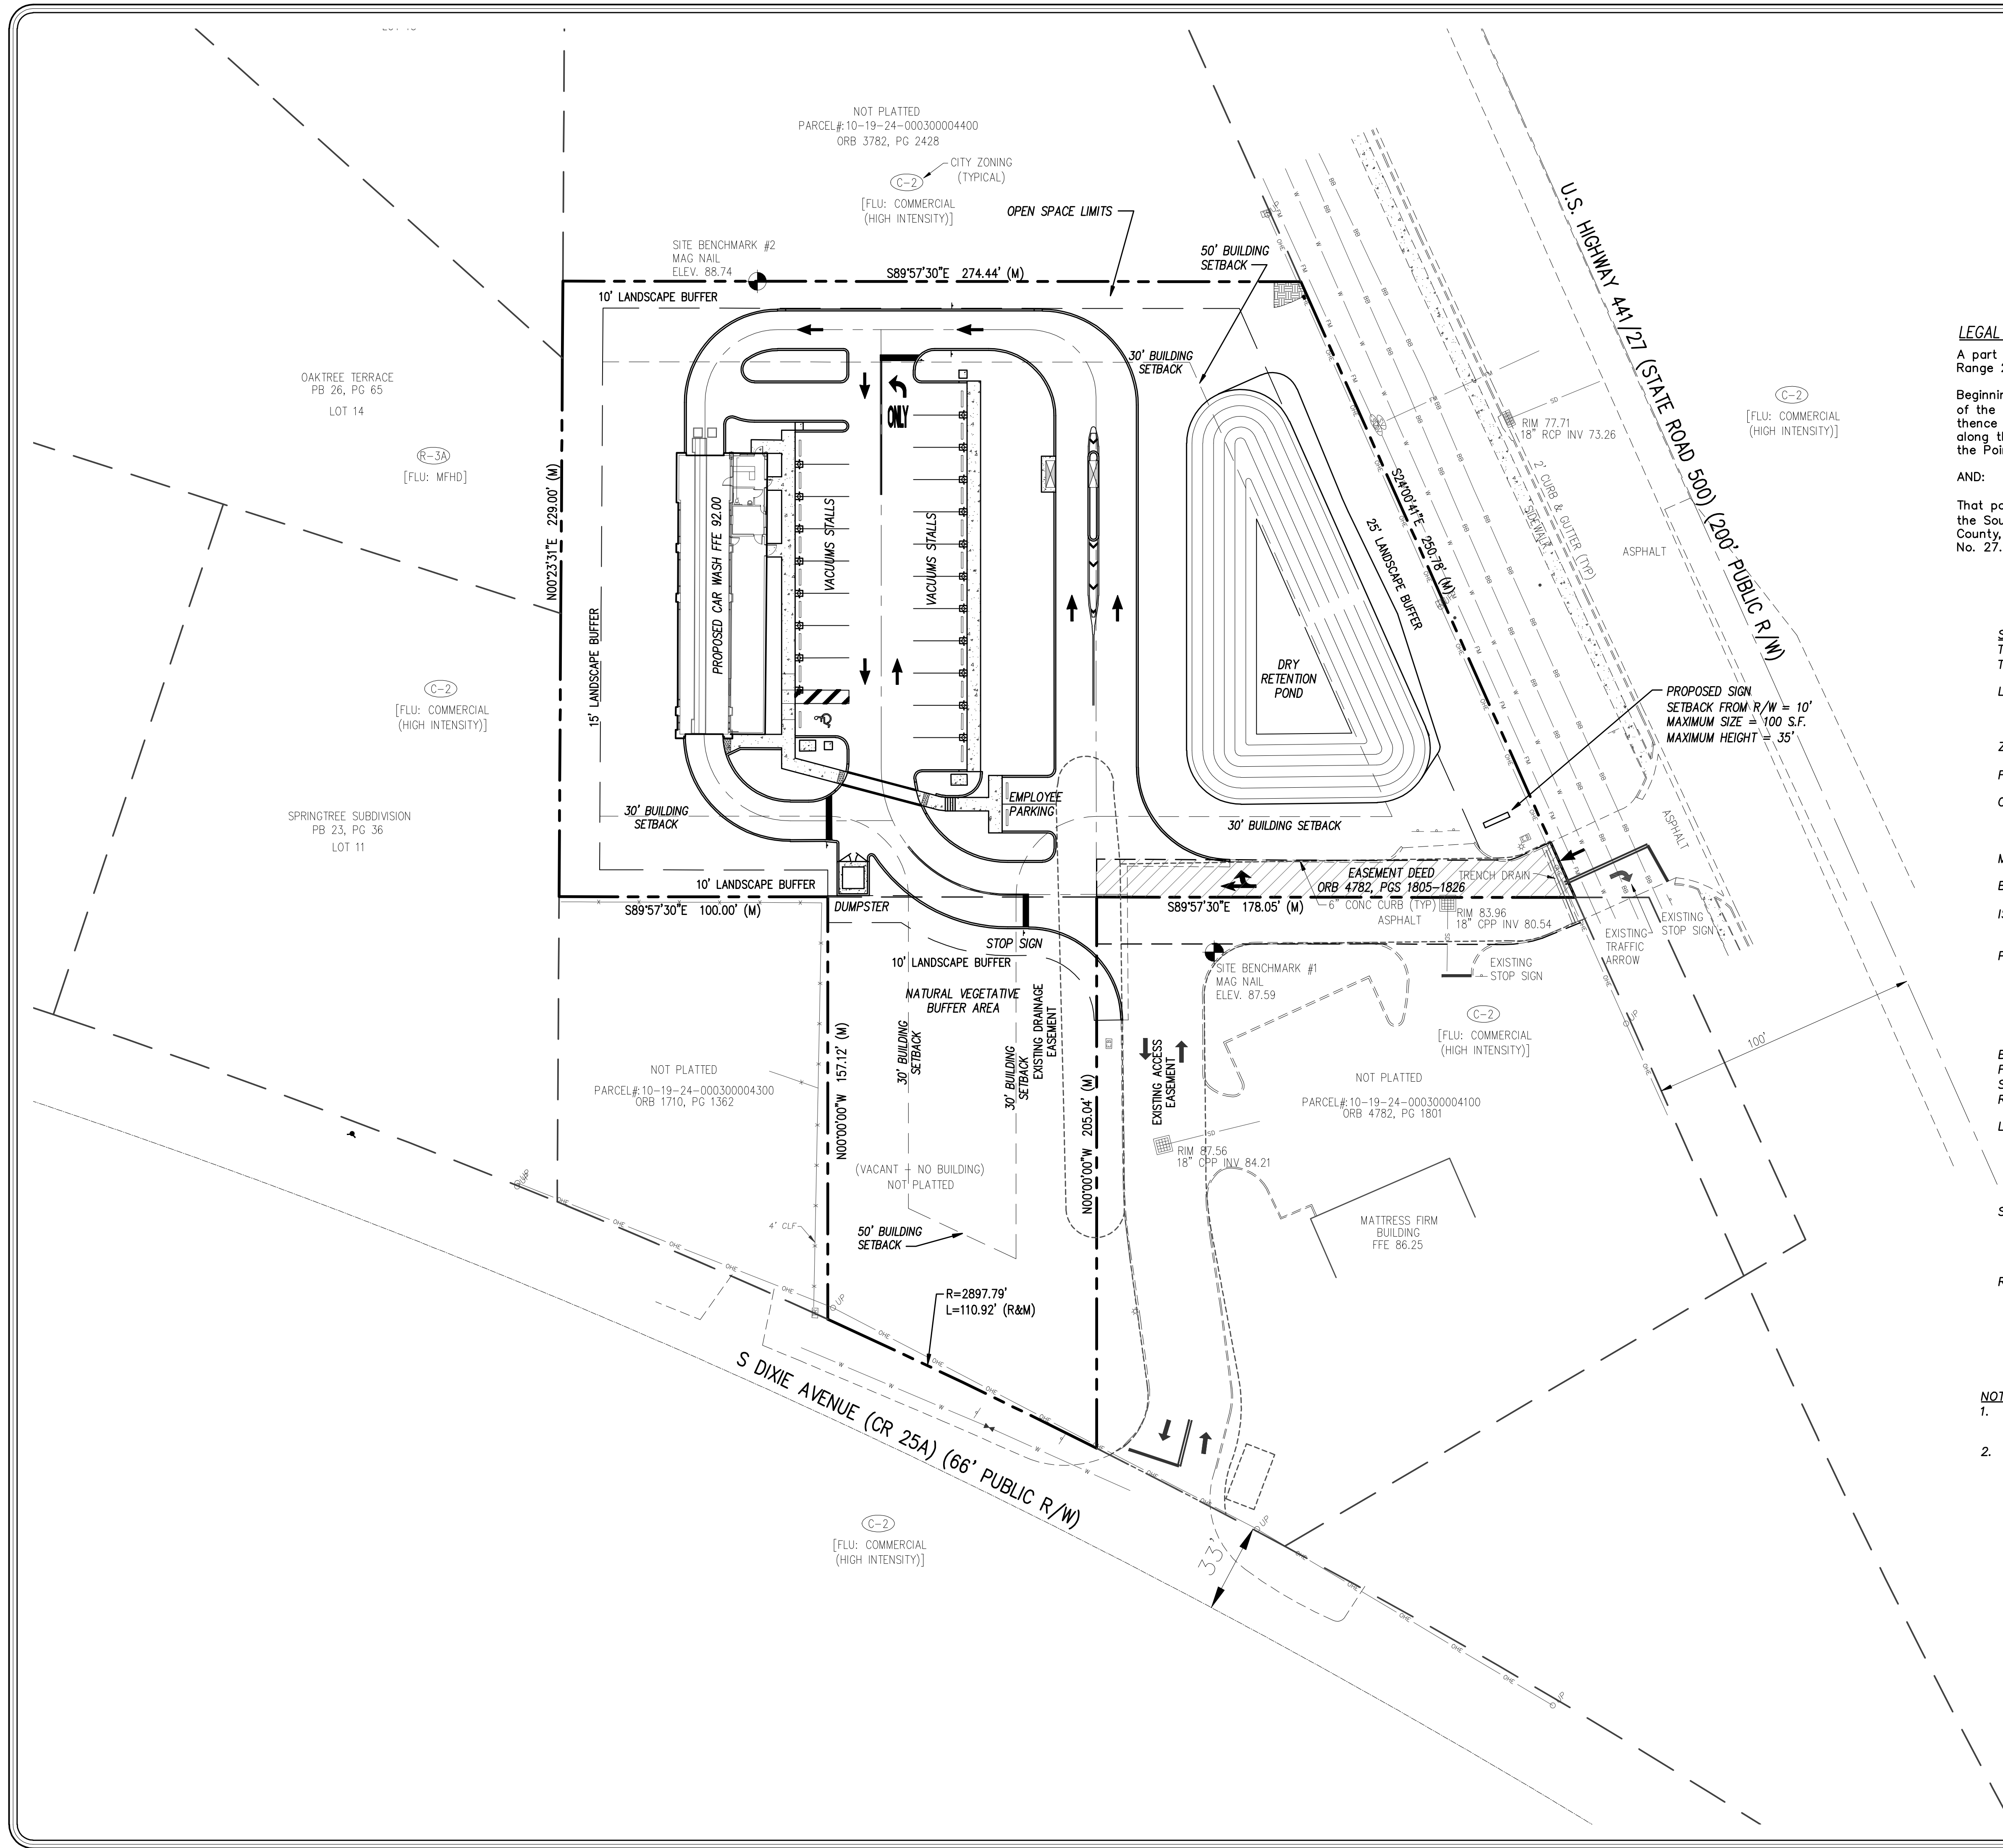 NOT PLATTED
PARCEL#:10-19-24-000300004400
ORB 3782, PG 2428
CITY ZONING
(TYPICAL)
C-2
[FLU: COMMERCIAL
(HIGH INTENSITY)]
OPEN SPACE LIMITS
SITE BENCHMARK #2
MAG NAIL
ELEV. 88.74
S89°57'30"E 274.44' (M)
50' BUILDING
SETBACK
10' LANDSCAPE BUFFER
30' BUILDING
SETBACK
U.S. HIGHWAY 441/27 (STATE ROAD 500) (200' PUBLIC R/W)
C-2
[FLU: COMMERCIAL
(HIGH INTENSITY)]
LEGAL
A part
Range 2
of the
thence
along th
the Poi
AND:
That po
the Sou
County,
No. 27.
OAKTREE TERRACE
PB 26, PG 65
LOT 14
R-3A
[FLU: MFHD]
N00°23'31"E 229.00' (M)
15' LANDSCAPE BUFFER
PROPOSED CAR WASH FFE 92.00
VACUUMS STALLS
ONLY
VACUUMS STALLS
RIM 77.71
18" RCP INV 73.26
SD
2' CURB & GUTTER (TYP)
SIDEWALK
ASPHALT
S24°00'41"E 250.78' (M)
25' LANDSCAPE BUFFER
DRY
RETENTION
POND
PROPOSED SIGN
SETBACK FROM R/W = 10'
MAXIMUM SIZE = 100 S.F.
MAXIMUM HEIGHT = 35'
C-2
[FLU: COMMERCIAL
(HIGH INTENSITY)]
SPRINGTREE SUBDIVISION
PB 23, PG 36
LOT 11
30' BUILDING
SETBACK
EMPLOYEE
PARKING
30' BUILDING SETBACK
ASPHALT
10' LANDSCAPE BUFFER
S89°57'30"E 100.00' (M)
DUMPSTER
EASEMENT DEED
ORB 4782, PGS 1805-1826
TRENCH DRAIN
S89°57'30"E 178.05' (M)
6" CONC CURB (TYP)
ASPHALT
RIM 83.96
18" CPP INV 80.54
SD
EXISTING
STOP SIGN
EXISTING
TRAFFIC
ARROW
STOP SIGN
10' LANDSCAPE BUFFER
SITE BENCHMARK #1
MAG NAIL
ELEV. 87.59
EXISTING
STOP SIGN
NATURAL VEGETATIVE
BUFFER AREA
C-2
[FLU: COMMERCIAL
(HIGH INTENSITY)]
NOT PLATTED
PARCEL#:10-19-24-000300004300
ORB 1710, PG 1362
N00°00'00"W 157.12' (M)
30' BUILDING
SETBACK
30' BUILDING
SETBACK
EXISTING DRAINAGE
EASEMENT
N00°00'00"W 205.04' (M)
EXISTING ACCESS
EASEMENT
NOT PLATTED
PARCEL#:10-19-24-000300004100
ORB 4782, PG 1801
100'
UP
SD
RIM 87.56
18" CPP INV 84.21
(VACANT - NO BUILDING)
NOT PLATTED
4' CLF
50' BUILDING
SETBACK
MATTRESS FIRM
BUILDING
FFE 86.25
R=2897.79'
L=110.92' (R&M)
UP
UP
S DIXIE AVENUE (CR 25A) (66' PUBLIC R/W)
C-2
[FLU: COMMERCIAL
(HIGH INTENSITY)]
33'
UP
UP
NOT
1.
2.